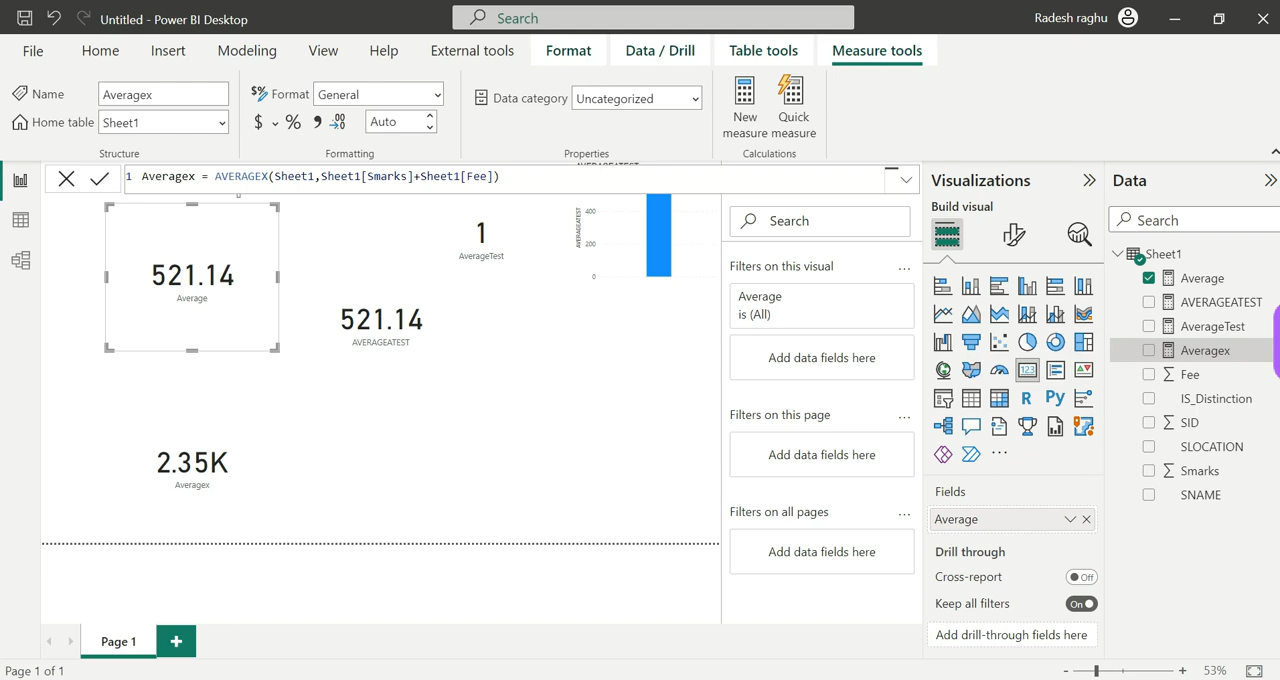 Untitled - Power BI Desktop
Search
Radesh raghu
File
Home
Insert
Modeling
View
Help
External tools
Format
Data / Drill
Table tools
Measure tools
Name
Averagex
Home table
Sheet1
Structure
Format
General
$
%
Auto
Formatting
Data category
Uncategorized
Properties
New
measure
Quick
measure
Calculations
1 Averagex = AVERAGEX(Sheet1,Sheet1[Smarks]+Sheet1[Fee])
521.14
Average
1
AverageTest
521.14
AVERAGEATEST
AVERAGEATEST
400
200
0
2.35K
Averagex
Search
Filters on this visual
...
Average
is (All)
Add data fields here
Filters on this page
...
Add data fields here
Filters on all pages
...
Add data fields here
Visualizations
Build visual
123
R
Py
...
Fields
Average
Drill through
Cross-report
Off
Keep all filters
On
Add drill-through fields here
Data
Search
Sheet1
Average
AVERAGEATEST
AverageTest
Averagex
Fee
IS_Distinction
SID
SLOCATION
Smarks
SNAME
Page 1
+
Page 1 of 1
-
+
53%